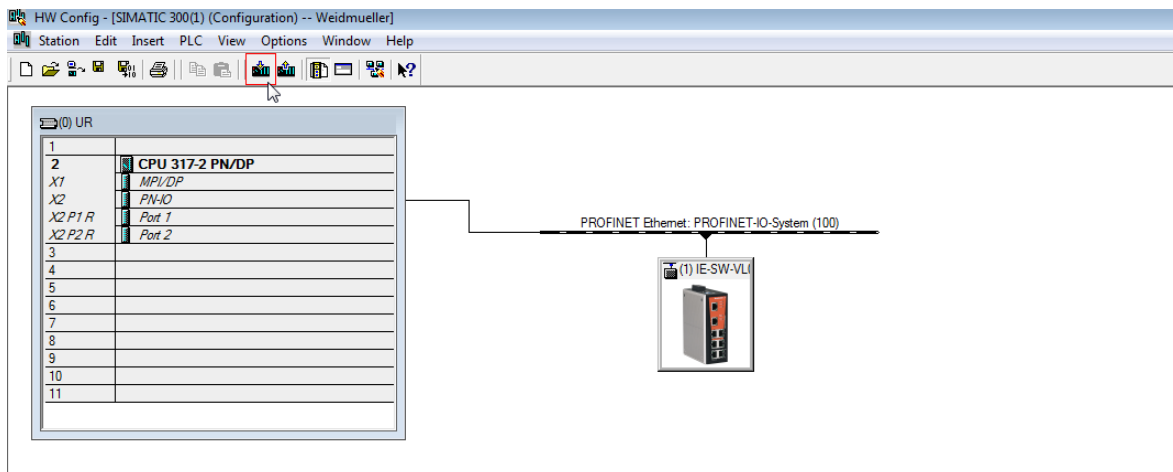 HW Config - [SIMATIC 300(1) (Configuration) -- Weidmueller]
Station Edit Insert PLC View Options Window Help
(0) UR
1
2 CPU 317-2 PN/DP
X1 MPI/DP
X2 PN-IO
X2 P1 R Port 1
X2 P2 R Port 2
3
4
5
6
7
8
9
10
11
PROFINET Ethernet: PROFINET-IO-System (100)
(1) IE-SW-VL